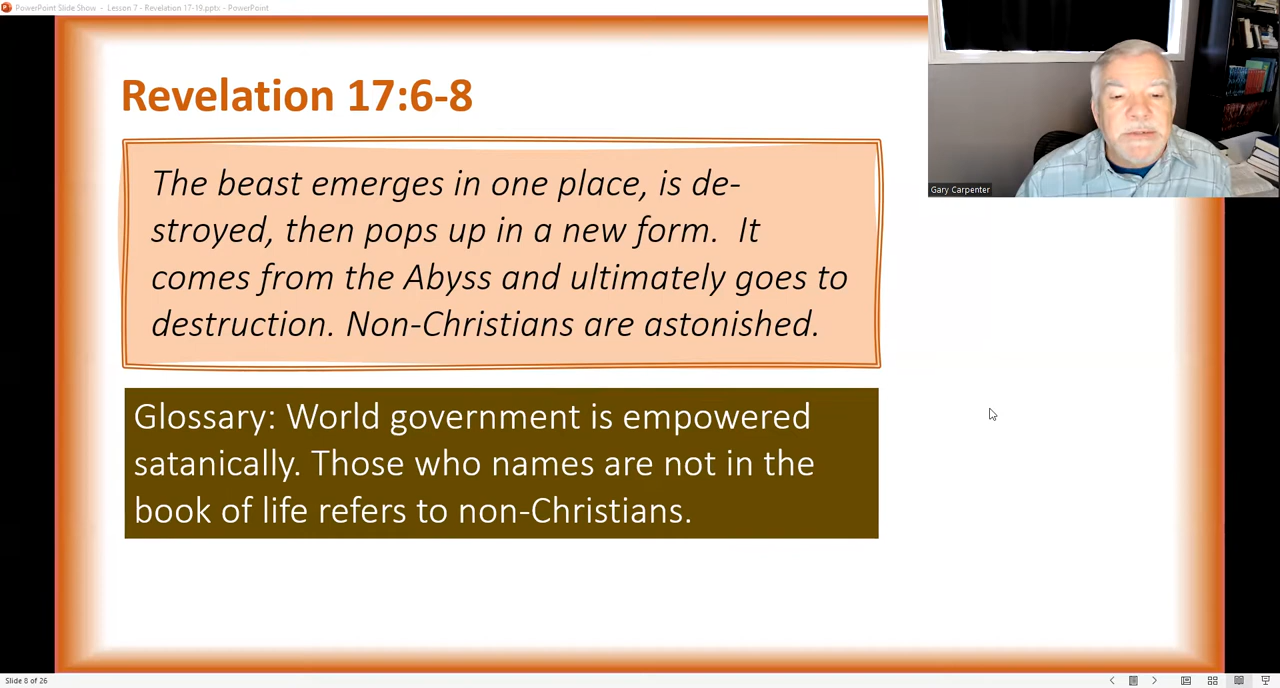 PowerPoint Slide Show - Lesson 7 - Revelation 17-19.pptx - PowerPoint
Revelation 17:6-8
The beast emerges in one place, is de-
stroyed, then pops up in a new form. It
comes from the Abyss and ultimately goes to
destruction. Non-Christians are astonished.
Glossary: World government is empowered
satanically. Those who names are not in the
book of life refers to non-Christians.
Gary Carpenter
Slide 8 of 26